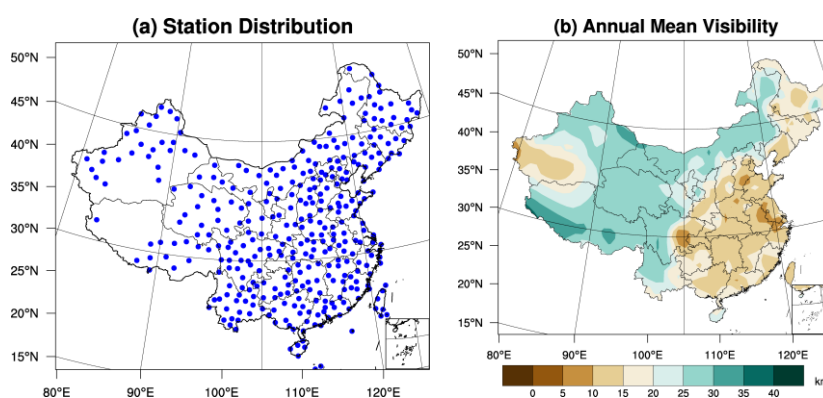 (a) Station Distribution
50°N
45°N
40°N
35°N
30°N
25°N
20°N
15°N
80°E 90°E 100°E 110°E 120°E
(b) Annual Mean Visibility
50°N
45°N
40°N
35°N
30°N
25°N
20°N
15°N
80°E 90°E 100°E 110°E 120°E
0 5 10 15 20 25 30 35 40